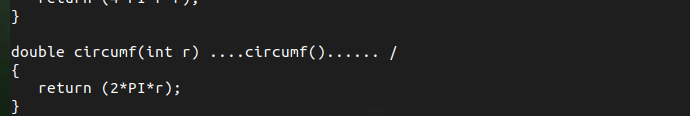 }
double circumf(int r) ....circumf()...... /
{
return (2*PI*r);
}